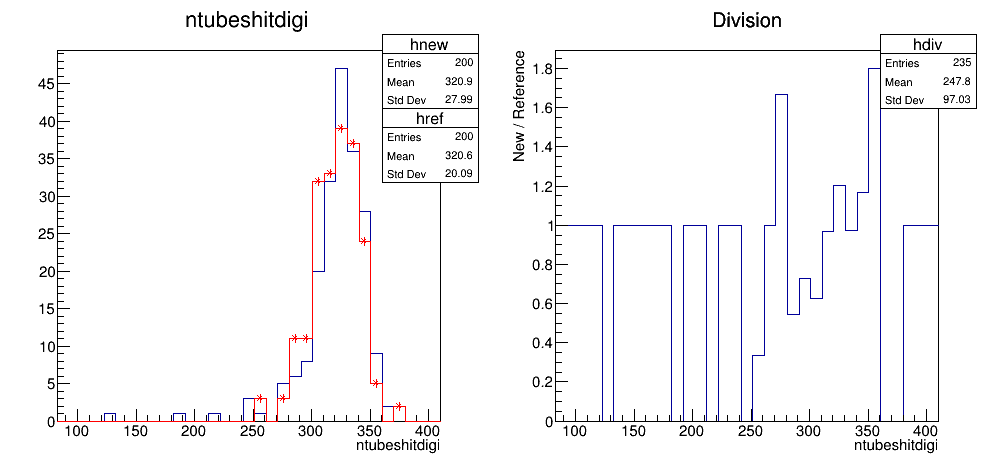 ntubeshitdigi
hnew
Entries 200
Mean 320.9
Std Dev 27.99
href
Entries 200
Mean 320.6
Std Dev 20.09
45
40
35
30
25
20
15
10
5
0
100 150 200 250 300 350 400
ntubeshitdigi
Division
hdiv
Entries 235
Mean 247.8
Std Dev 97.03
New / Reference
1.8
1.6
1.4
1.2
1
0.8
0.6
0.4
0.2
0
100 150 200 250 300 350 400
ntubeshitdigi